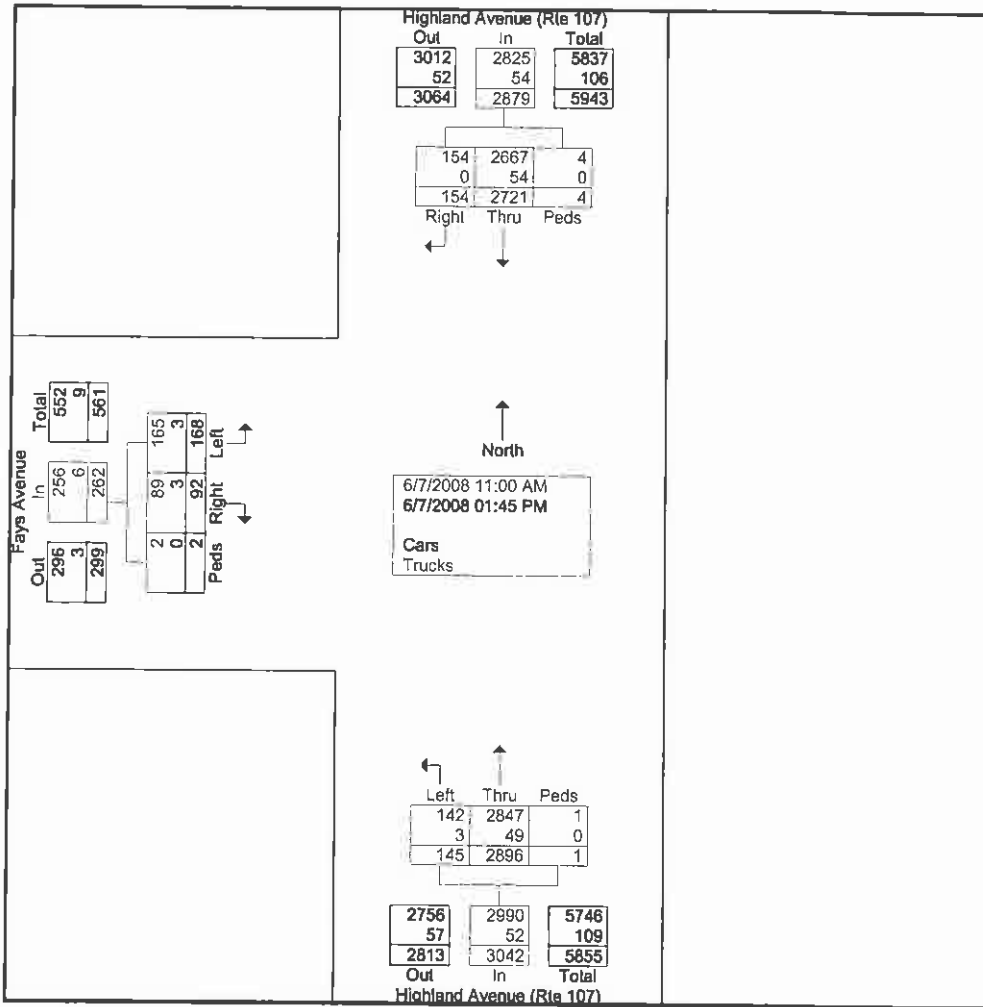 Highland Avenue (Rte 107)
Out In Total
3012 2825 5837
52 54 106
3064 2879 5943
154 2667 4
0 54 0
154 2721 4
Right Thru Peds
Fays Avenue
Total
552
9
561
In
256
6
262
Out
296
3
299
165
3
168
Left
89
3
92
Right
2
0
2
Peds
North
6/7/2008 11:00 AM
6/7/2008 01:45 PM
Cars
Trucks
Left Thru Peds
142 2847 1
3 49 0
145 2896 1
2756 2990 5746
57 52 109
2813 3042 5855
Out In Total
Highland Avenue (Rte 107)